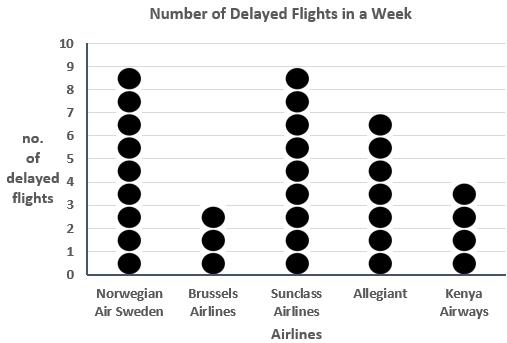 Number of Delayed Flights in a Week
10
9
8
7
6
5
4
3
2
1
0
no.
of
delayed
flights
Norwegian
Air Sweden
Brussels
Airlines
Sunclass
Airlines
Allegiant
Kenya
Airways
Airlines